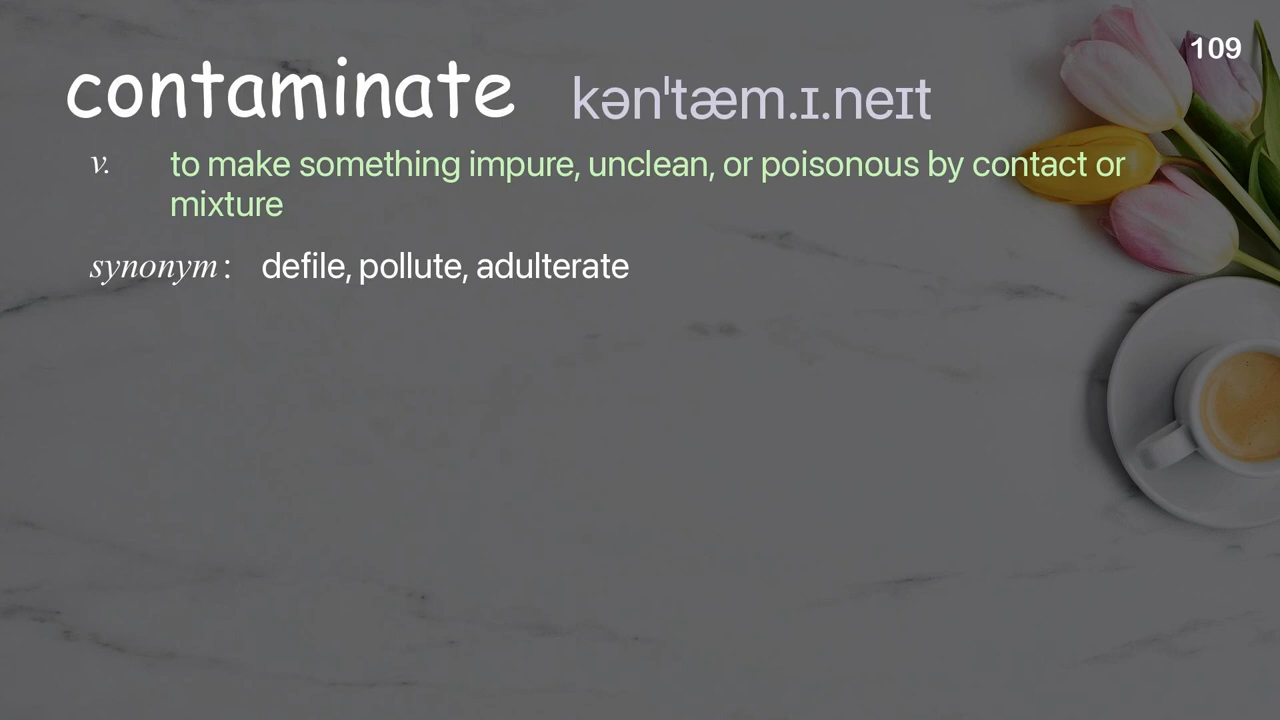 109
contaminate kənˈtæm.ɪ.neɪt
v. to make something impure, unclean, or poisonous by contact or
mixture
synonym: defile, pollute, adulterate